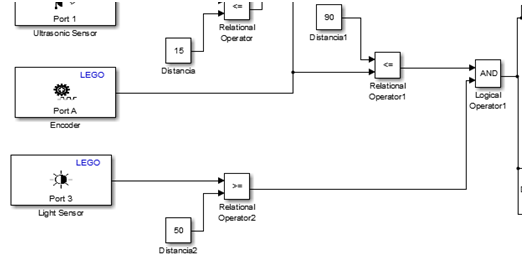 Port 1
Ultrasonic Sensor
<=
Relational
Operator
15
Distancia
90
Distancia1
<=
Relational
Operator1
AND
Logical
Operator1
LEGO
Port A
Encoder
LEGO
Port 3
Light Sensor
>=
Relational
Operator2
50
Distancia2